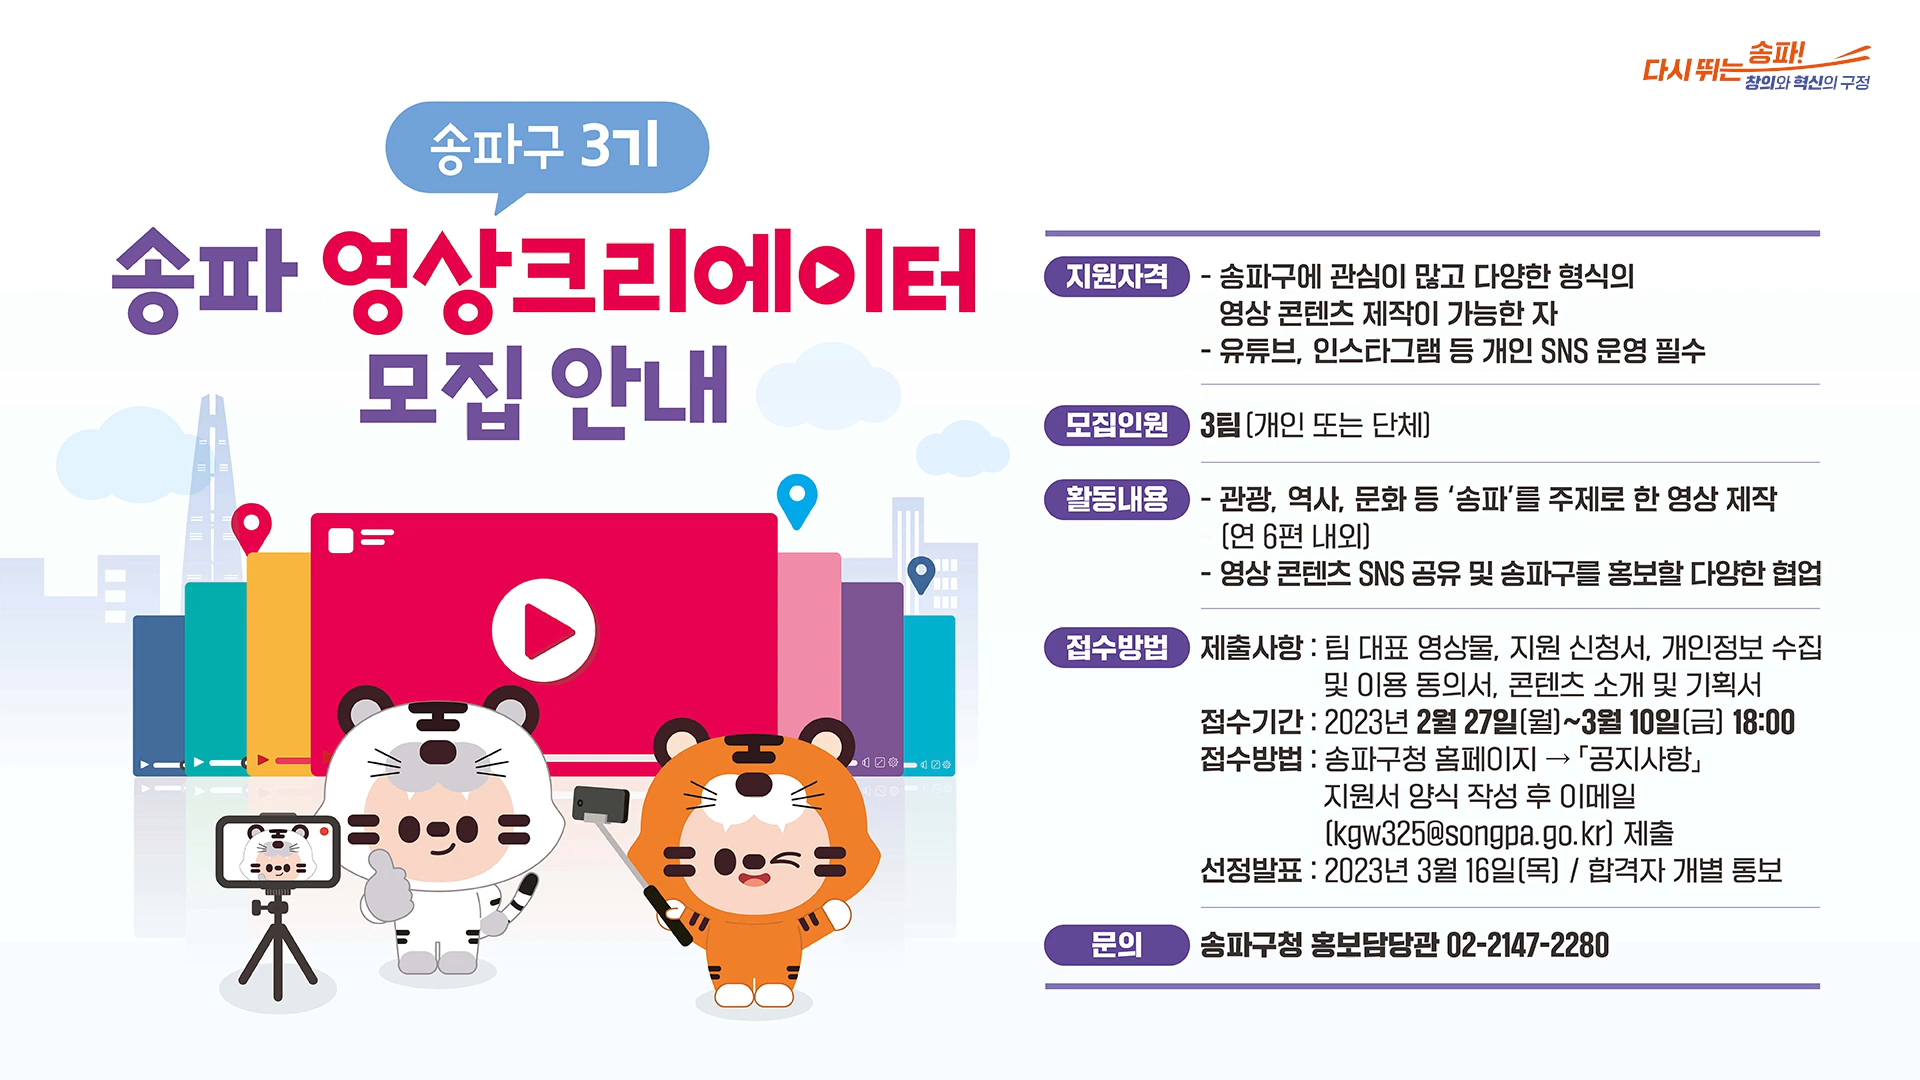 다시 뛰는 송파!
창의와 혁신의 구정
송파구 3기
송파 영상크리에이터
모집 안내
지원자격
- 송파구에 관심이 많고 다양한 형식의
영상 콘텐츠 제작이 가능한 자
- 유튜브, 인스타그램 등 개인 SNS 운영 필수
모집인원
3팀(개인 또는 단체)
활동내용
- 관광, 역사, 문화 등 ‘송파’를 주제로 한 영상 제작
(연 6편 내외)
- 영상 콘텐츠 SNS 공유 및 송파구를 홍보할 다양한 협업
접수방법
제출사항 : 팀 대표 영상물, 지원 신청서, 개인정보 수집
및 이용 동의서, 콘텐츠 소개 및 기획서
접수기간 : 2023년 2월 27일(월)~3월 10일(금) 18:00
접수방법 : 송파구청 홈페이지 → 「공지사항」
지원서 양식 작성 후 이메일
(kgw325@songpa.go.kr) 제출
선정발표 : 2023년 3월 16일(목) / 합격자 개별 통보
문의
송파구청 홍보담당관 02-2147-2280